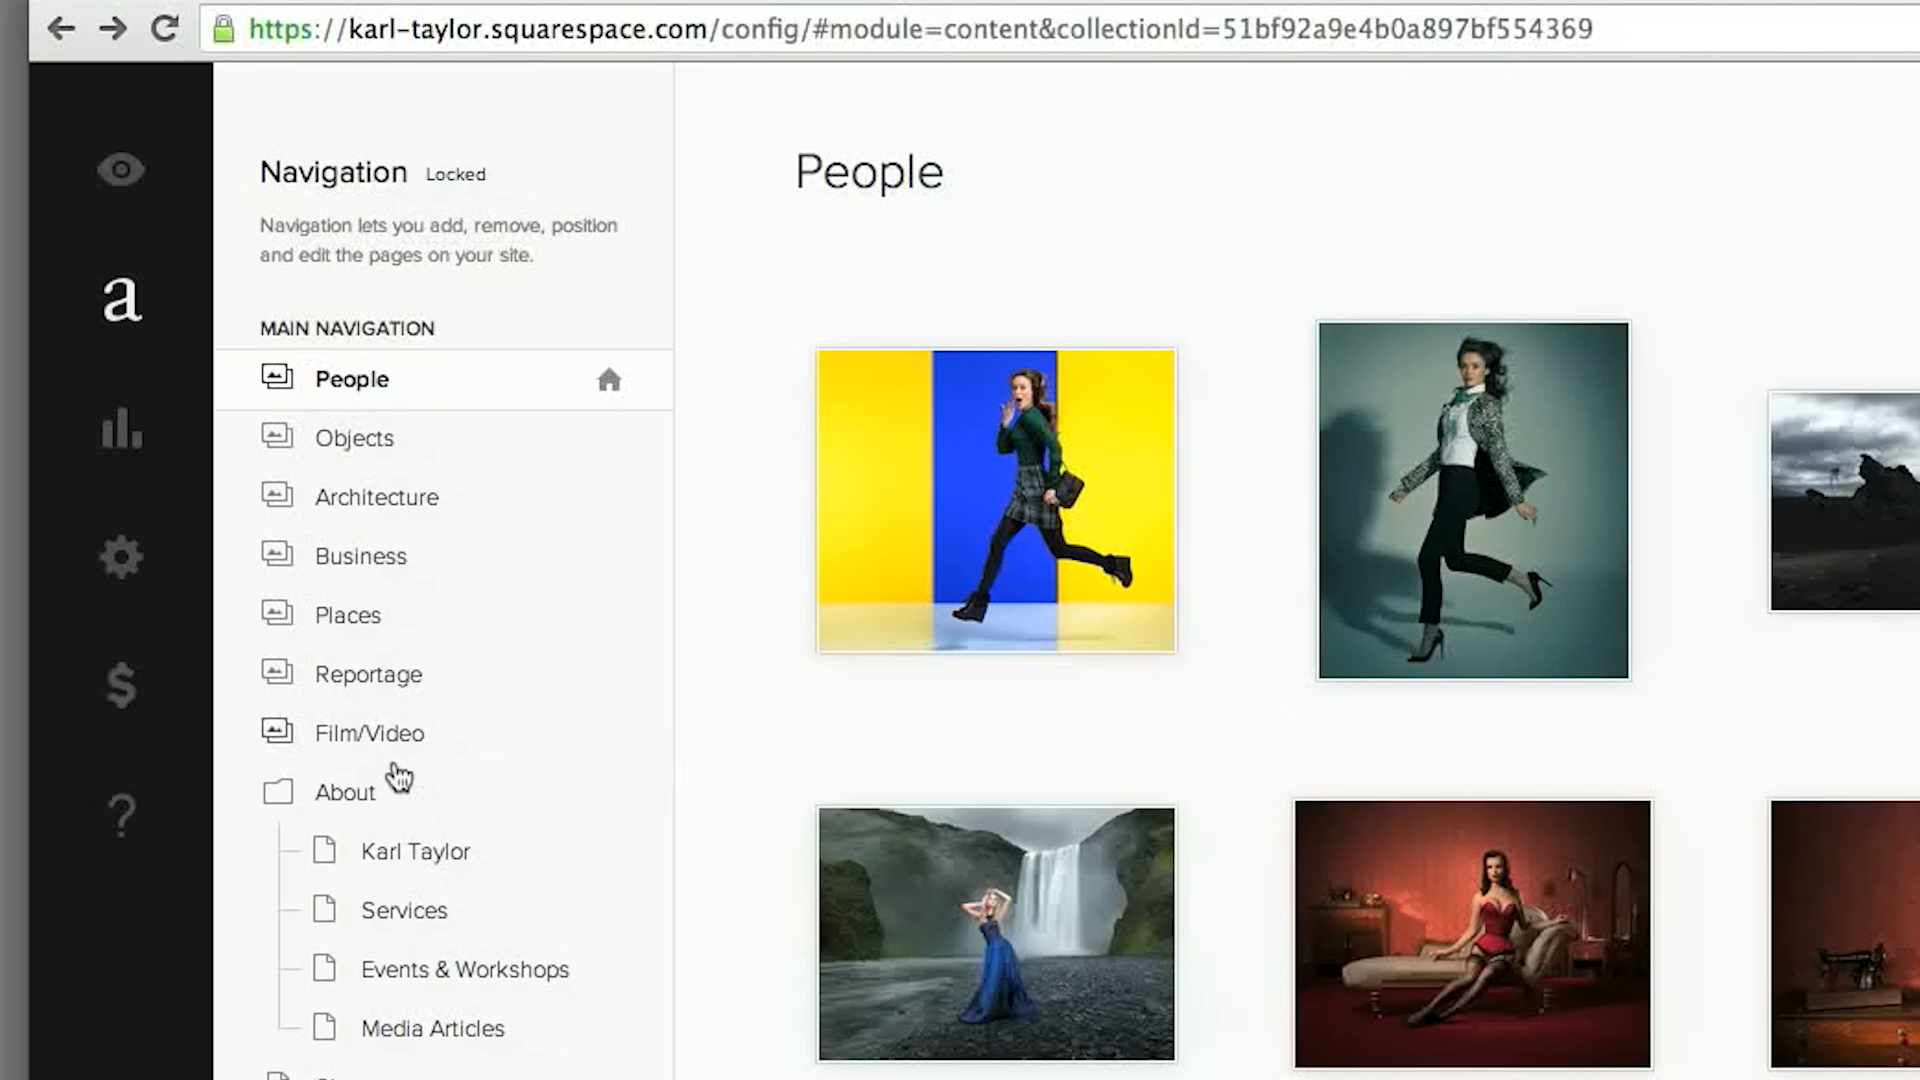 https://karl-taylor.squarespace.com/config/#module=content&collectionId=51bf92a9e4b0a897bf554369
Navigation Locked
Navigation lets you add, remove, position
and edit the pages on your site.
MAIN NAVIGATION
People
Objects
Architecture
Business
Places
Reportage
Film/Video
About
Karl Taylor
Services
Events & Workshops
Media Articles
People
a
$
?